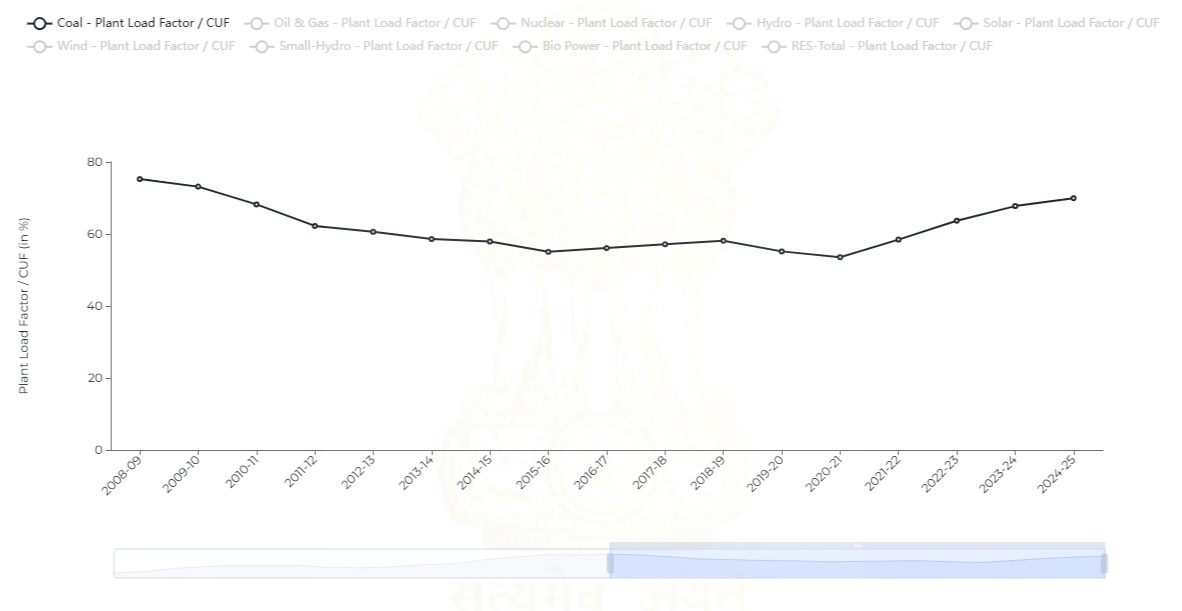 Coal - Plant Load Factor / CUF Oil & Gas - Plant Load Factor / CUF Nuclear - Plant Load Factor / CUF Hydro - Plant Load Factor / CUF Solar - Plant Load Factor / CUF
Wind - Plant Load Factor / CUF Small-Hydro - Plant Load Factor / CUF Bio Power - Plant Load Factor / CUF RES-Total - Plant Load Factor / CUF
Plant Load Factor / CUF (in %)
80
60
40
20
0
2008-09 2009-10 2010-11 2011-12 2012-13 2013-14 2014-15 2015-16 2016-17 2017-18 2018-19 2019-20 2020-21 2021-22 2022-23 2023-24 2024-25
सत्यमेव जयते